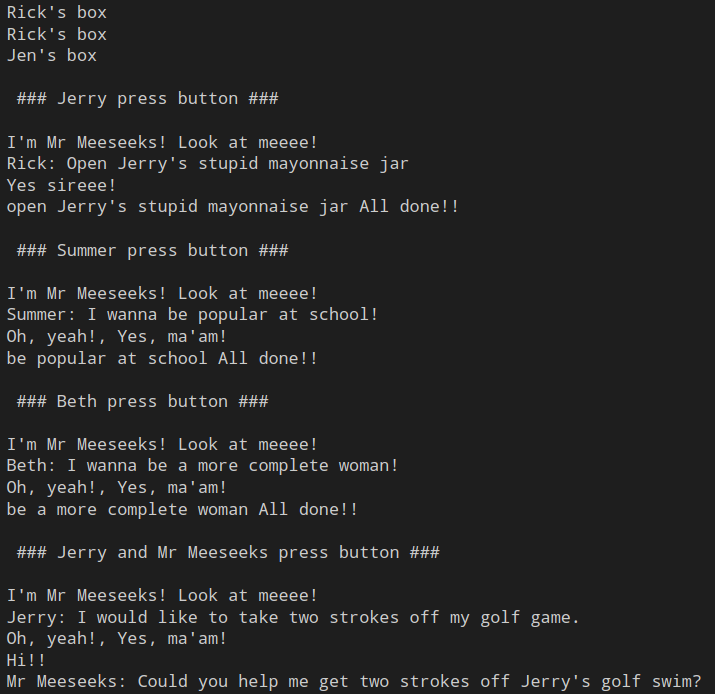 Rick's box
Rick's box
Jen's box
### Jerry press button ###
I'm Mr Meeseeks! Look at meeee!
Rick: Open Jerry's stupid mayonnaise jar
Yes sireee!
open Jerry's stupid mayonnaise jar All done!!
### Summer press button ###
I'm Mr Meeseeks! Look at meeee!
Summer: I wanna be popular at school!
Oh, yeah!, Yes, ma'am!
be popular at school All done!!
### Beth press button ###
I'm Mr Meeseeks! Look at meeee!
Beth: I wanna be a more complete woman!
Oh, yeah!, Yes, ma'am!
be a more complete woman All done!!
### Jerry and Mr Meeseeks press button ###
I'm Mr Meeseeks! Look at meeee!
Jerry: I would like to take two strokes off my golf game.
Oh, yeah!, Yes, ma'am!
Hi!!
Mr Meeseeks: Could you help me get two strokes off Jerry's golf swim?